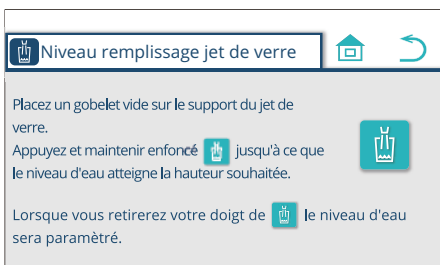 Niveau remplissage jet de verre
Placez un gobelet vide sur le support du jet de
verre.
Appuyez et maintenir enfoncé jusqu'à ce que
le niveau d'eau atteigne la hauteur souhaitée.
Lorsque vous retirerez votre doigt de le niveau d'eau
sera paramètré.